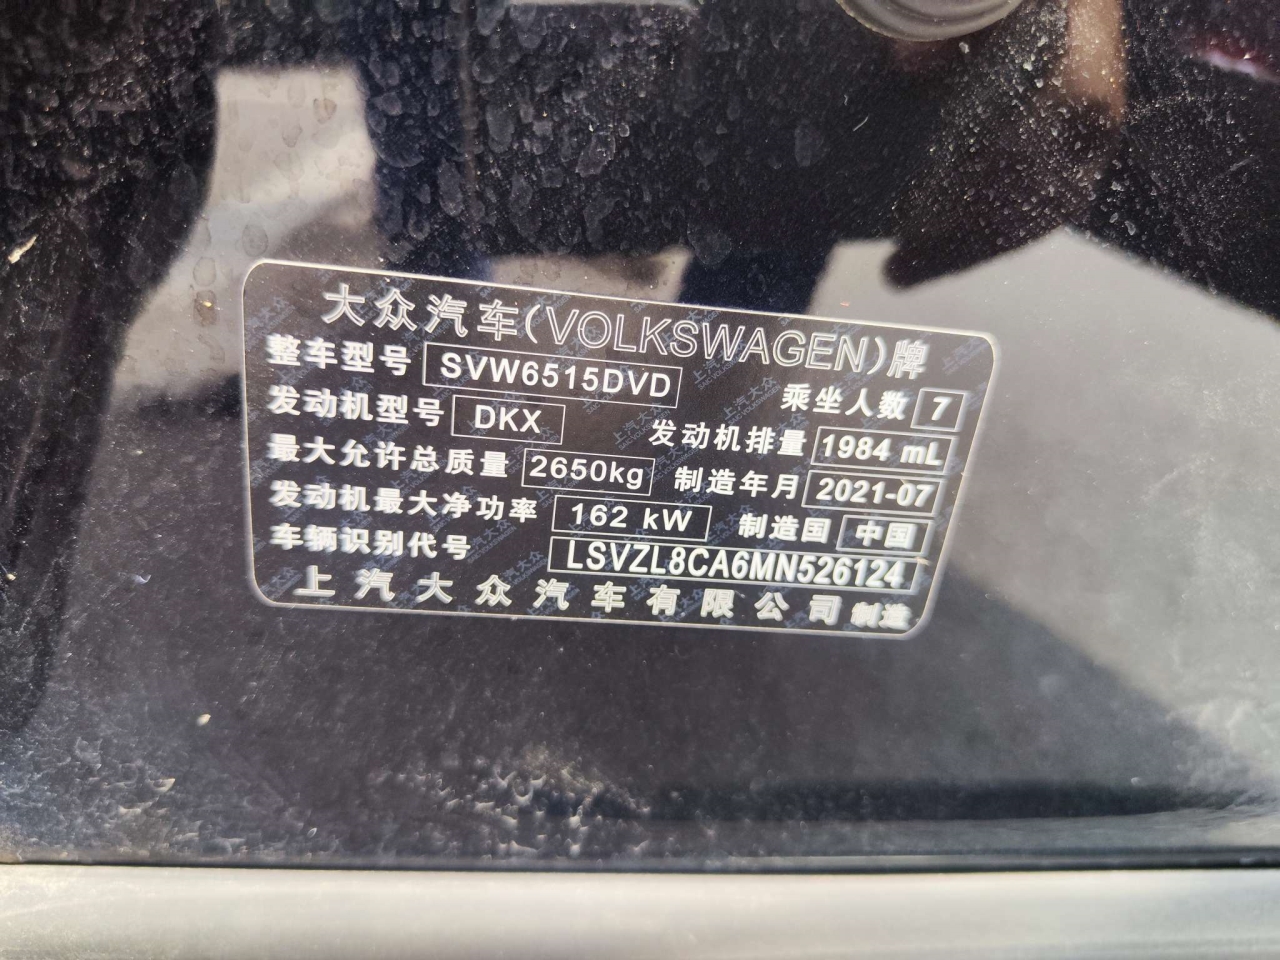 大众汽车(VOLKSWAGEN)牌
整车型号 SVW6515DVD 乘坐人数 7
发动机型号 DKX 发动机排量 1984 mL
最大允许总质量 2650kg 制造年月 2021-07
发动机最大净功率 162 kW 制造国 中国
车辆识别代号 LSVZL8CA6MN526124
上汽大众汽车有限公司 制造